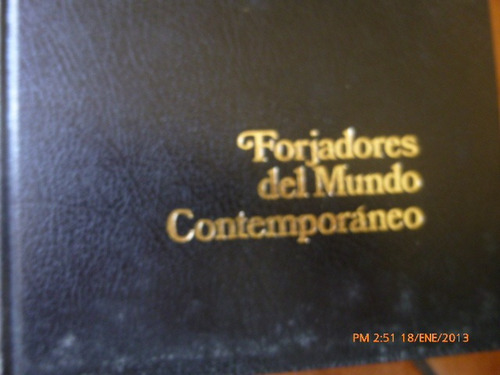 Forjadores
del Mundo
Contemporáneo
PM 2:51 18/ENE/2013